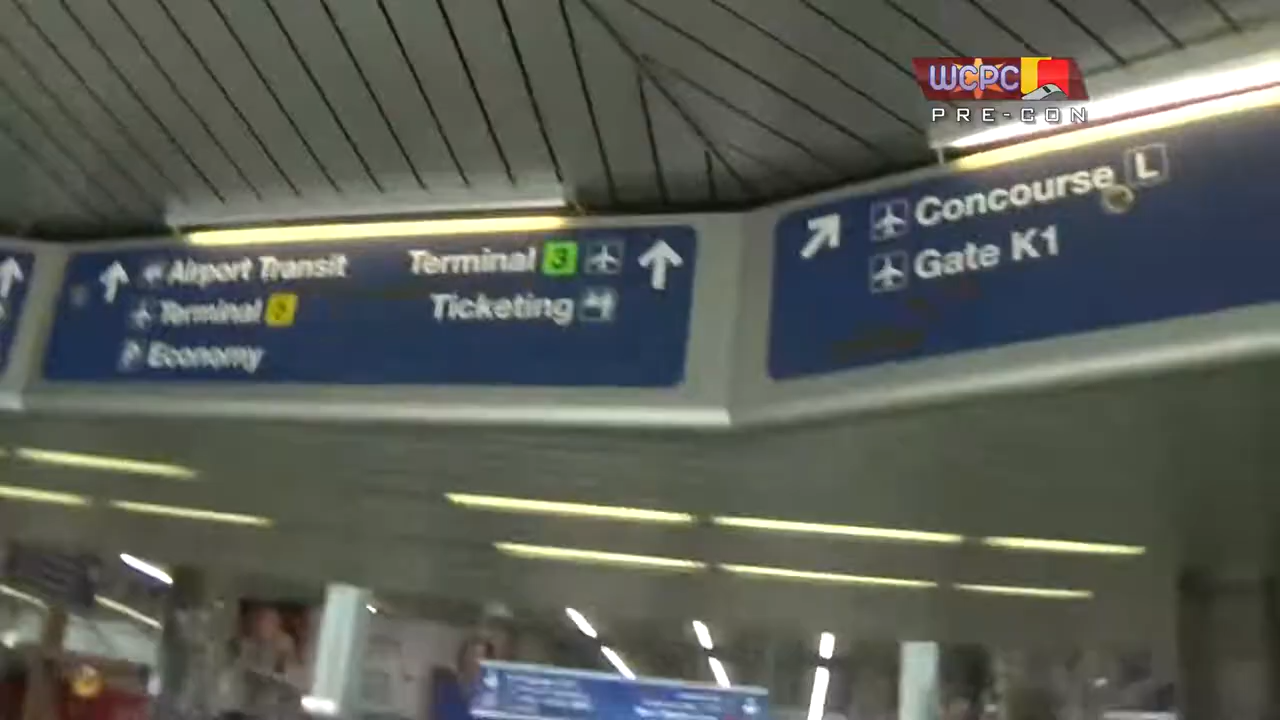 WCPC
PRE-CON
Airport Transit
Terminal
Economy
Terminal 3
Ticketing
Concourse L
Gate K1